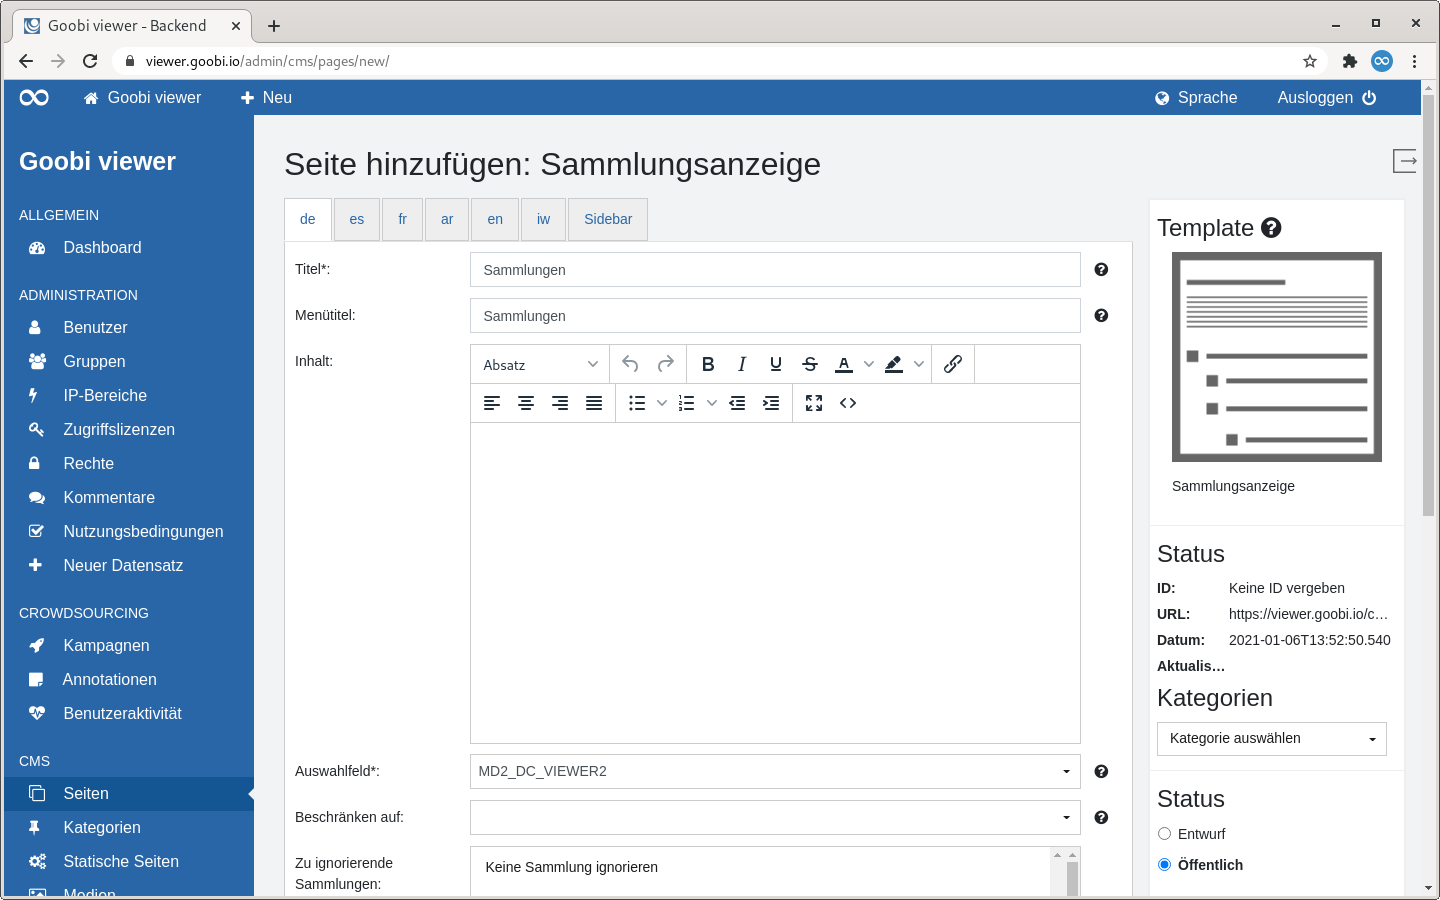 Goobi viewer - Backend
viewer.goobi.io/admin/cms/pages/new/
Goobi viewer
Neu
Sprache
Ausloggen
Goobi viewer
ALLGEMEIN
Dashboard
ADMINISTRATION
Benutzer
Gruppen
IP-Bereiche
Zugriffslizenzen
Rechte
Kommentare
Nutzungsbedingungen
Neuer Datensatz
CROWDSOURCING
Kampagnen
Annotationen
Benutzeraktivität
CMS
Seiten
Kategorien
Statische Seiten
Medien
Seite hinzufügen: Sammlungsanzeige
de es fr ar en iw Sidebar
Titel*: Sammlungen
Menütitel: Sammlungen
Inhalt: Absatz
Auswahlfeld*: MD2_DC_VIEWER2
Beschränken auf:
Zu ignorierende
Sammlungen:
Keine Sammlung ignorieren
Template
Sammlungsanzeige
Status
ID: Keine ID vergeben
URL: https://viewer.goobi.io/c…
Datum: 2021-01-06T13:52:50.540
Aktualis…
Kategorien
Kategorie auswählen
Status
Entwurf
Öffentlich